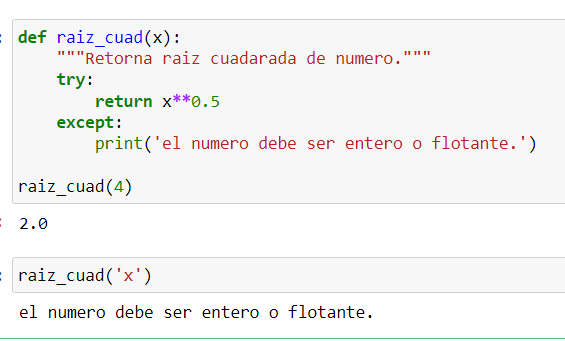 def raiz_cuad(x):
    """Retorna raiz cuadarada de numero."""
    try:
        return x**0.5
    except:
        print('el numero debe ser entero o flotante.')
raiz_cuad(4)
2.0
raiz_cuad('x')
el numero debe ser entero o flotante.